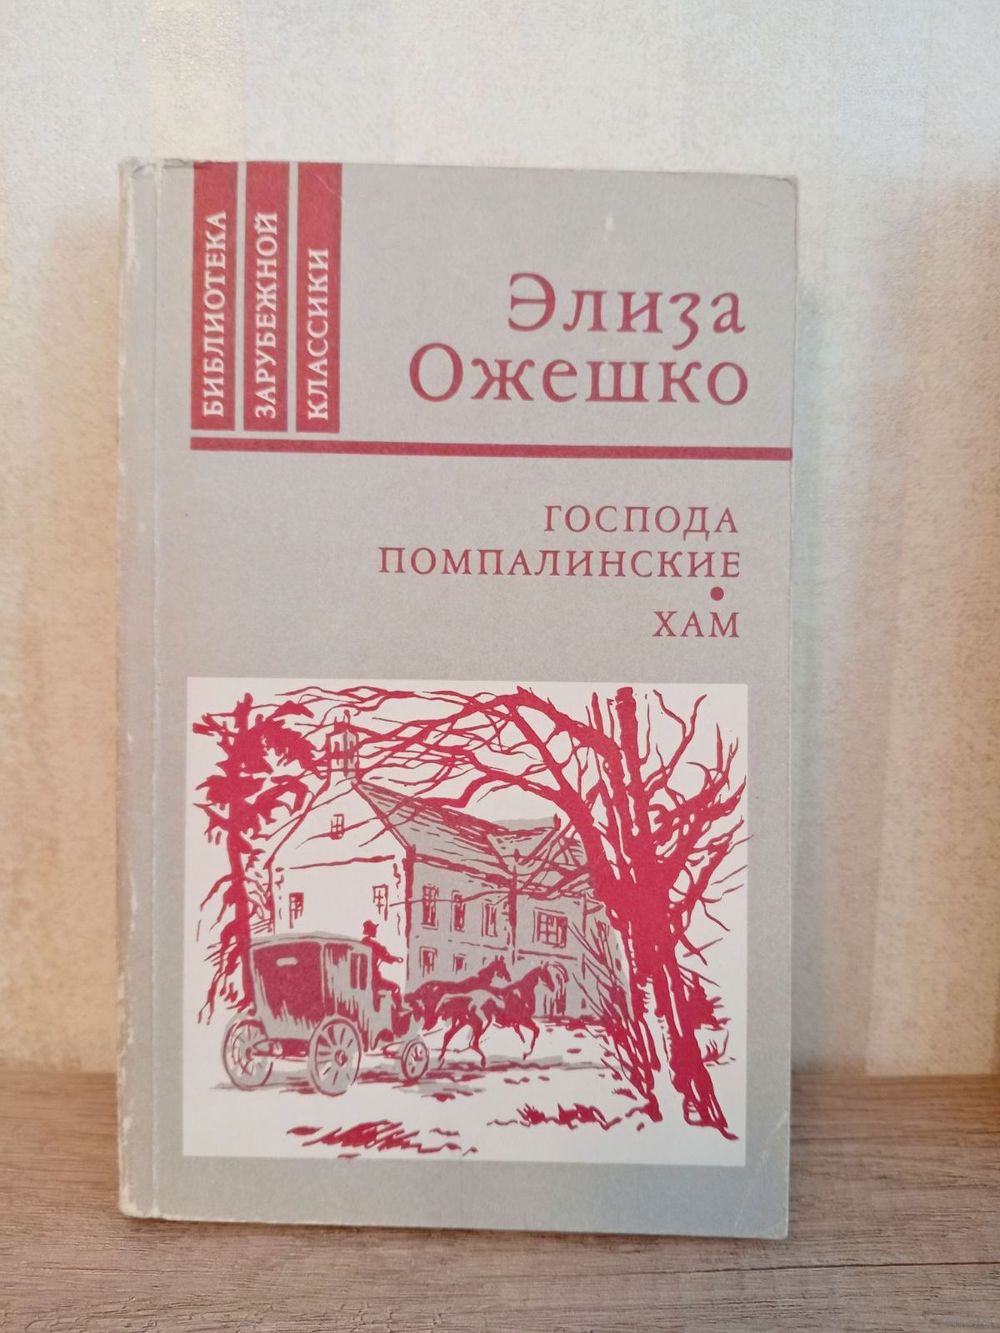 БИБЛИОТЕКА
ЗАРУБЕЖНОЙ
КЛАССИКИ
Элиза
Ожешко
ГОСПОДА
ПОМПАЛИНСКИЕ
•
ХАМ